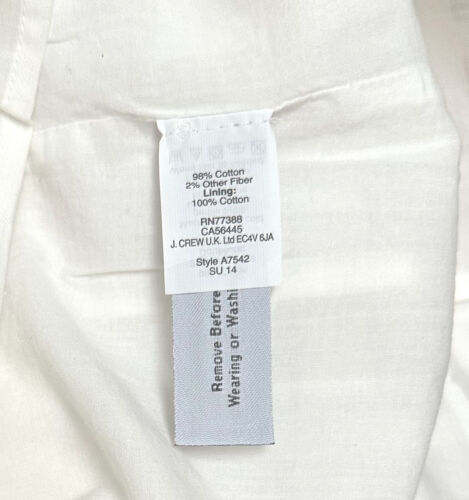 98% Cotton
2% Other Fiber
Lining:
100% Cotton
RN77388
CA56445
J. CREW U.K. Ltd EC4V 6JA
Style A7542
SU 14
Remove Before
Wearing or Washi